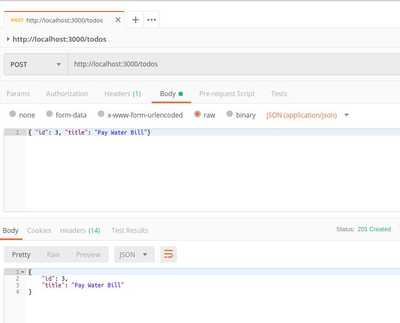 POST http://localhost:3000/todos × + •••
http://localhost:3000/todos
POST http://localhost:3000/todos
Params Authorization Headers (1) Body Pre-request Script Tests
none form-data x-www-form-urlencoded raw binary JSON (application/json)
1 { "id": 3, "title": "Pay Water Bill"}
Body Cookies Headers (14) Test Results Status: 201 Created
Pretty Raw Preview JSON
1 {
2 "id": 3,
3 "title": "Pay Water Bill"
4 }